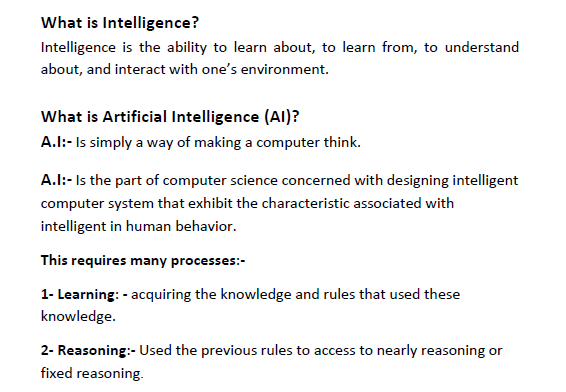 What is Intelligence?
Intelligence is the ability to learn about, to learn from, to understand
about, and interact with one’s environment.
What is Artificial Intelligence (AI)?
A.I:- Is simply a way of making a computer think.
A.I:- Is the part of computer science concerned with designing intelligent
computer system that exhibit the characteristic associated with
intelligent in human behavior.
This requires many processes:-
1- Learning: - acquiring the knowledge and rules that used these
knowledge.
2- Reasoning:- Used the previous rules to access to nearly reasoning or
fixed reasoning.